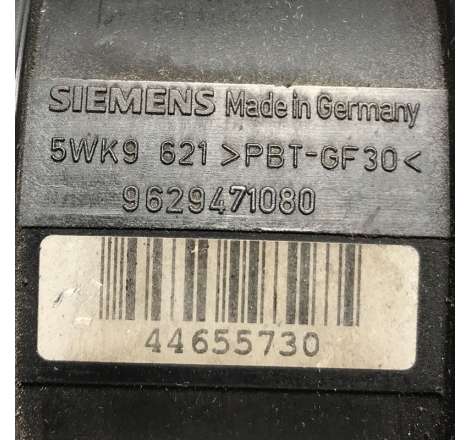 SIEMENS Made in Germany
5WK9 621 >PBT-GF30<
9629471080
44655730